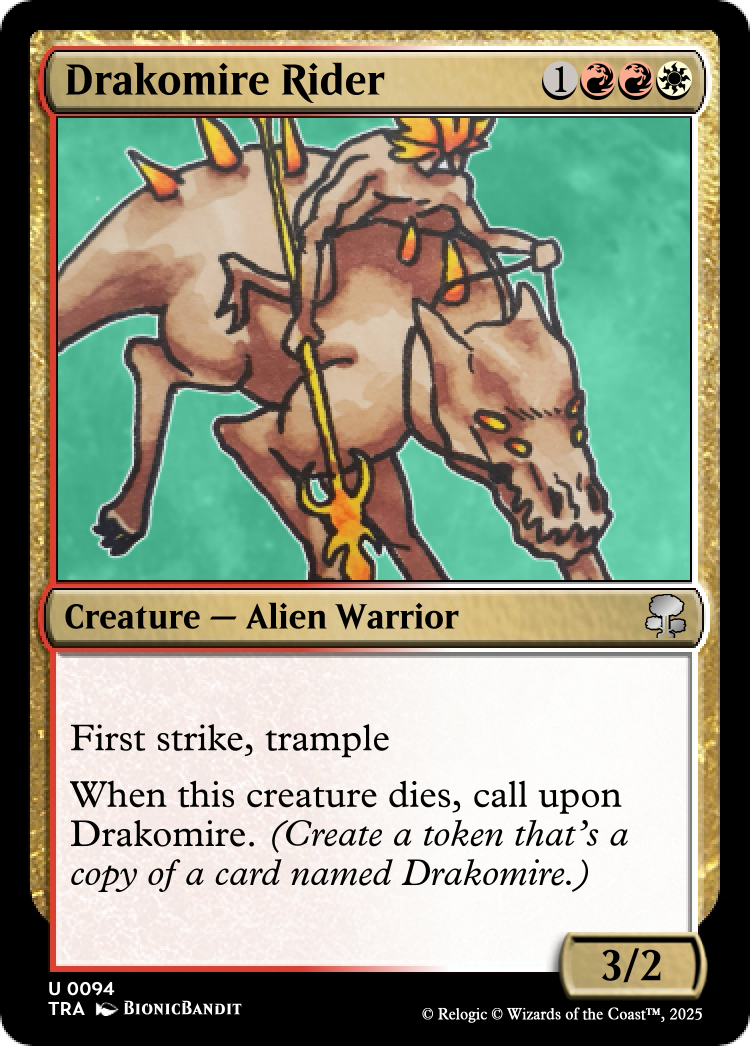 Drakomire Rider 1
Creature — Alien Warrior
First strike, trample
When this creature dies, call upon
Drakomire. (Create a token that's a
copy of a card named Drakomire.)
3/2
U 0094
TRA BionicBandit
© Relogic © Wizards of the Coast™, 2025